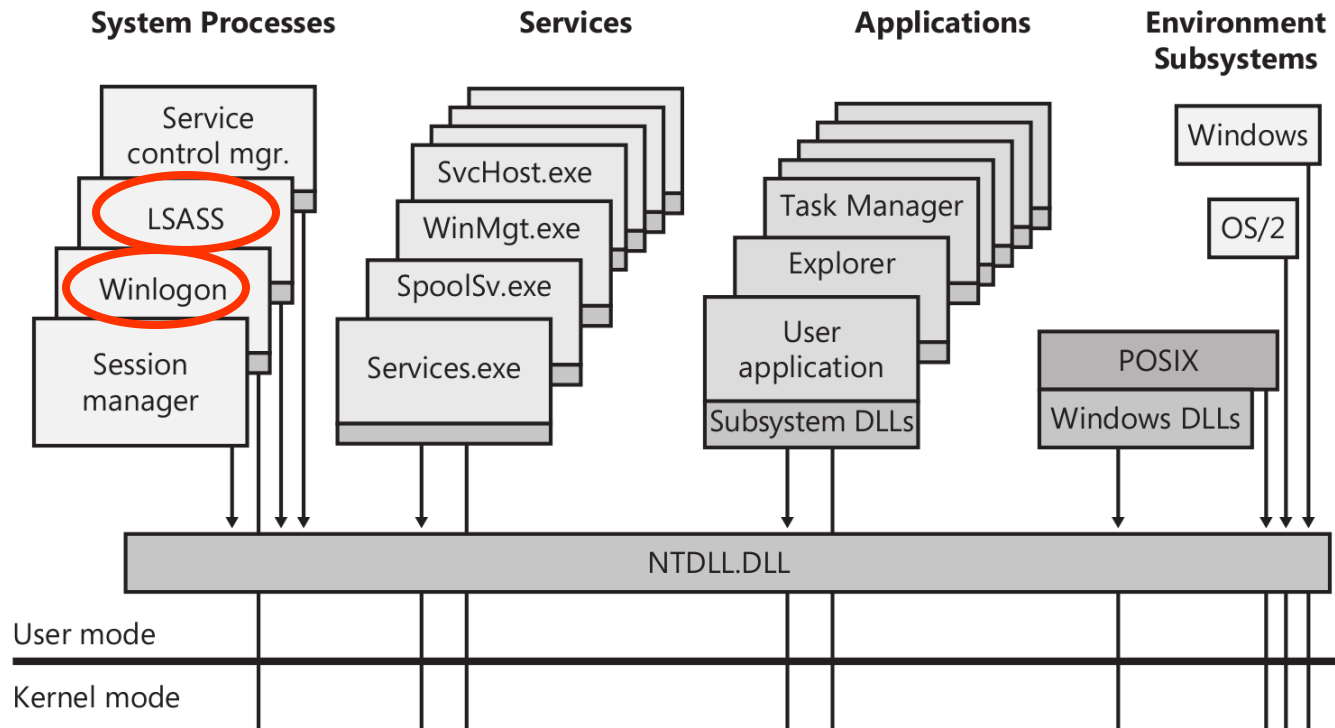 System Processes
Services
Applications
Environment
Subsystems
Service
control mgr.
LSASS
Winlogon
Session
manager
SvcHost.exe
WinMgt.exe
SpoolSv.exe
Services.exe
Task Manager
Explorer
User
application
Subsystem DLLs
Windows
OS/2
POSIX
Windows DLLs
NTDLL.DLL
User mode
Kernel mode